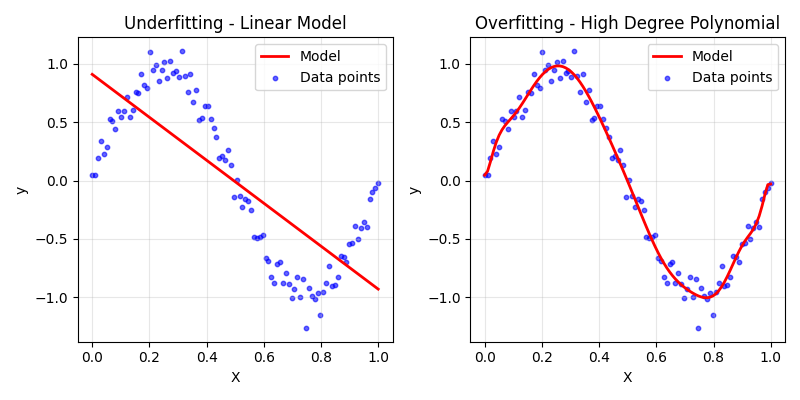 Underfitting - Linear Model
1.0
0.5
0.0
−0.5
−1.0
y
0.0 0.2 0.4 0.6 0.8 1.0
X
Model
Data points
Overfitting - High Degree Polynomial
1.0
0.5
0.0
−0.5
−1.0
y
0.0 0.2 0.4 0.6 0.8 1.0
X
Model
Data points